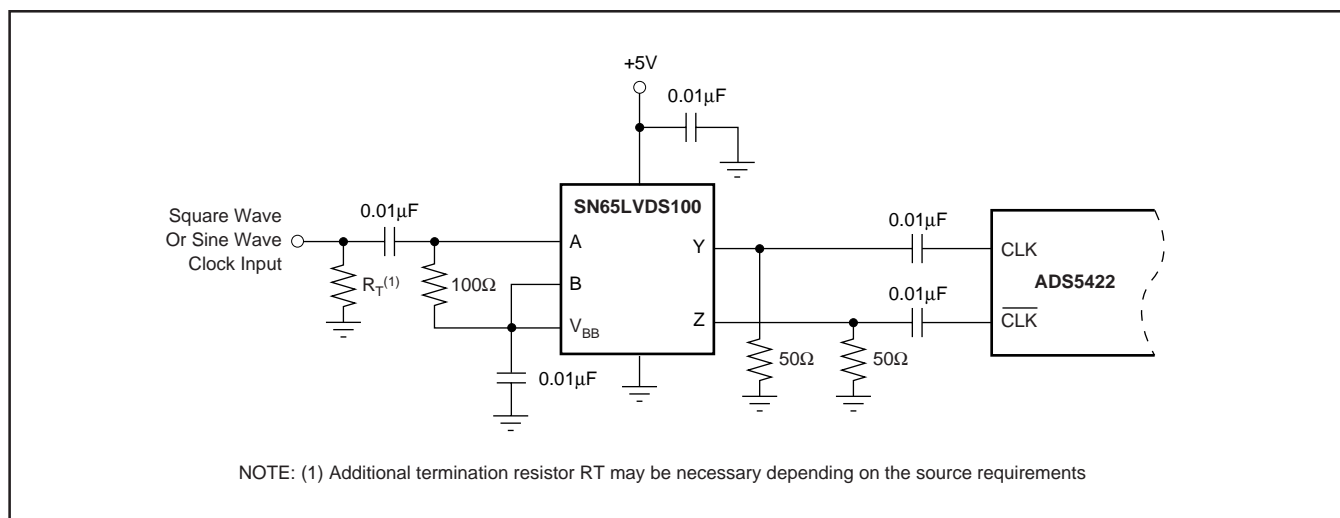 +5V
0.01μF
Square Wave
Or Sine Wave
Clock Input
0.01μF
R_T(1)
100Ω
SN65LVDS100
A
B
V_BB
Y
Z
0.01μF
0.01μF
0.01μF
50Ω
50Ω
CLK
ADS5422
C̅L̅K̅
NOTE: (1) Additional termination resistor RT may be necessary depending on the source requirements